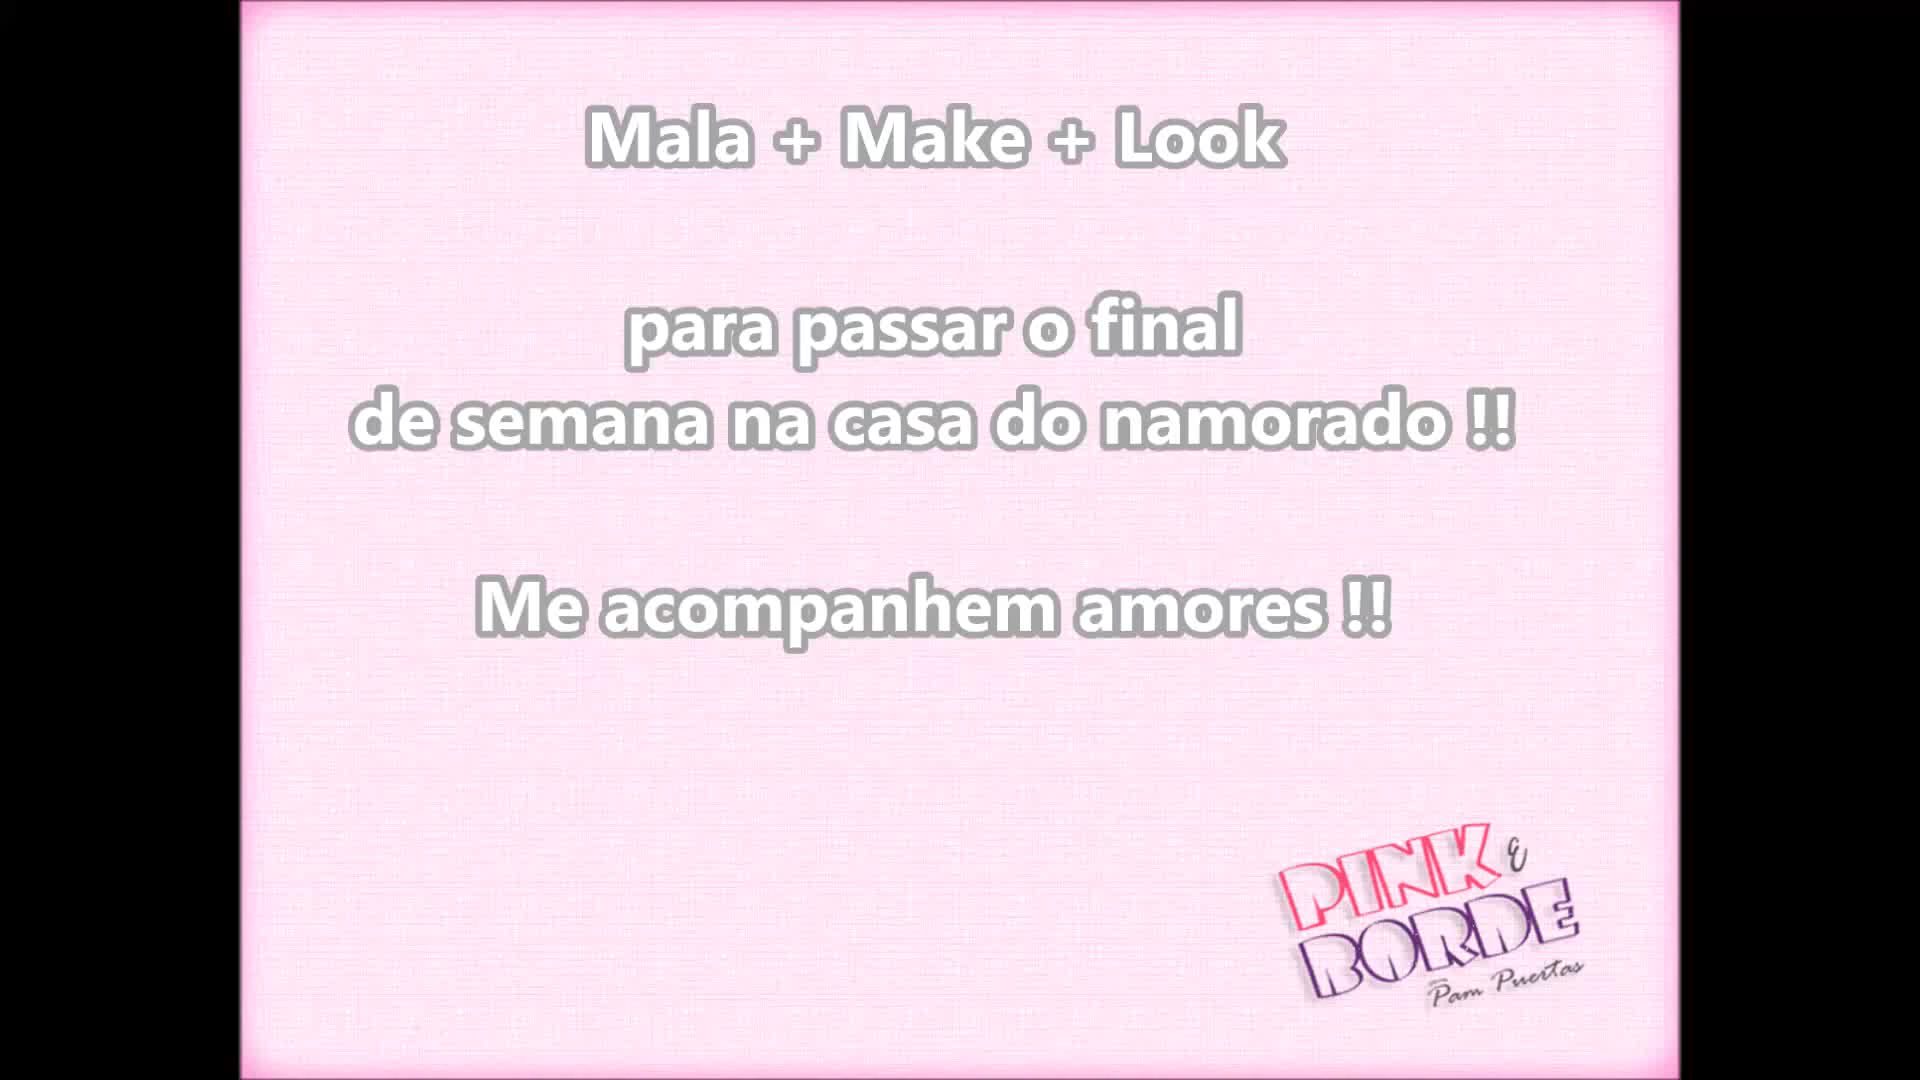 Mala + Make + Look
para passar o final
de semana na casa do namorado !!
Me acompanhem amores !!
PINK E
BORDE
Pam Puertas